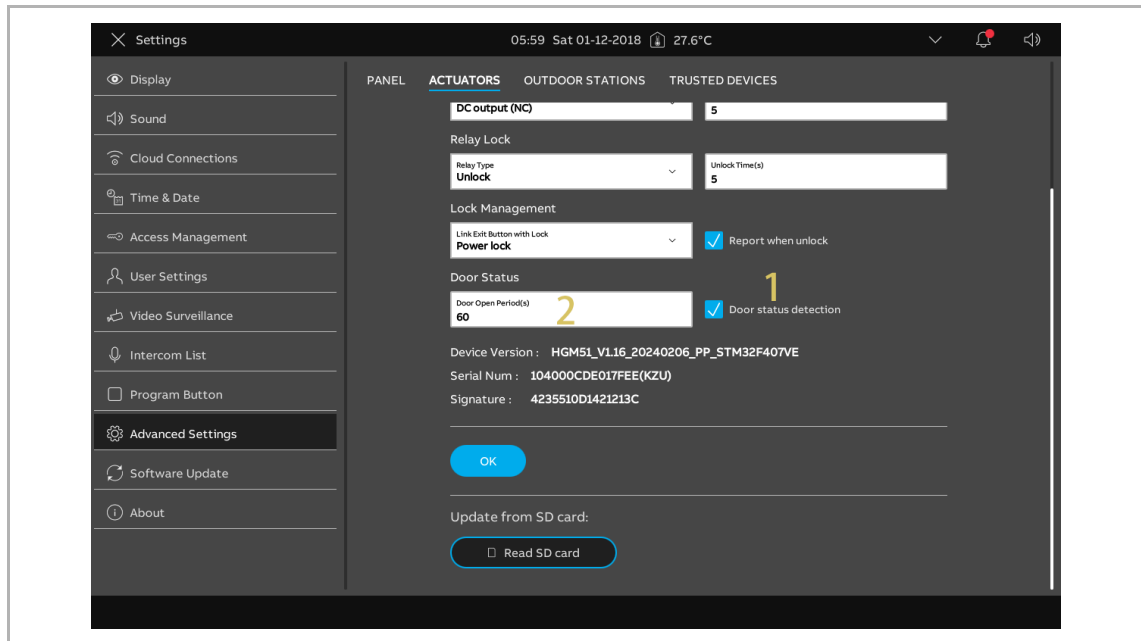 Settings
05:59 Sat 01-12-2018 27.6°C
Display
Sound
Cloud Connections
Time & Date
Access Management
User Settings
Video Surveillance
Intercom List
Program Button
Advanced Settings
Software Update
About
PANEL ACTUATORS OUTDOOR STATIONS TRUSTED DEVICES
DC output (NC) 5
Relay Lock
Relay Type
Unlock
Unlock Time(s)
5
Lock Management
Link Exit Button with Lock
Power lock
Report when unlock
Door Status
1
Door Open Period(s)
60
2
Door status detection
Device Version : HGM51_V1.16_20240206_PP_STM32F407VE
Serial Num : 104000CDE017FEE(KZU)
Signature : 4235510D1421213C
OK
Update from SD card:
Read SD card